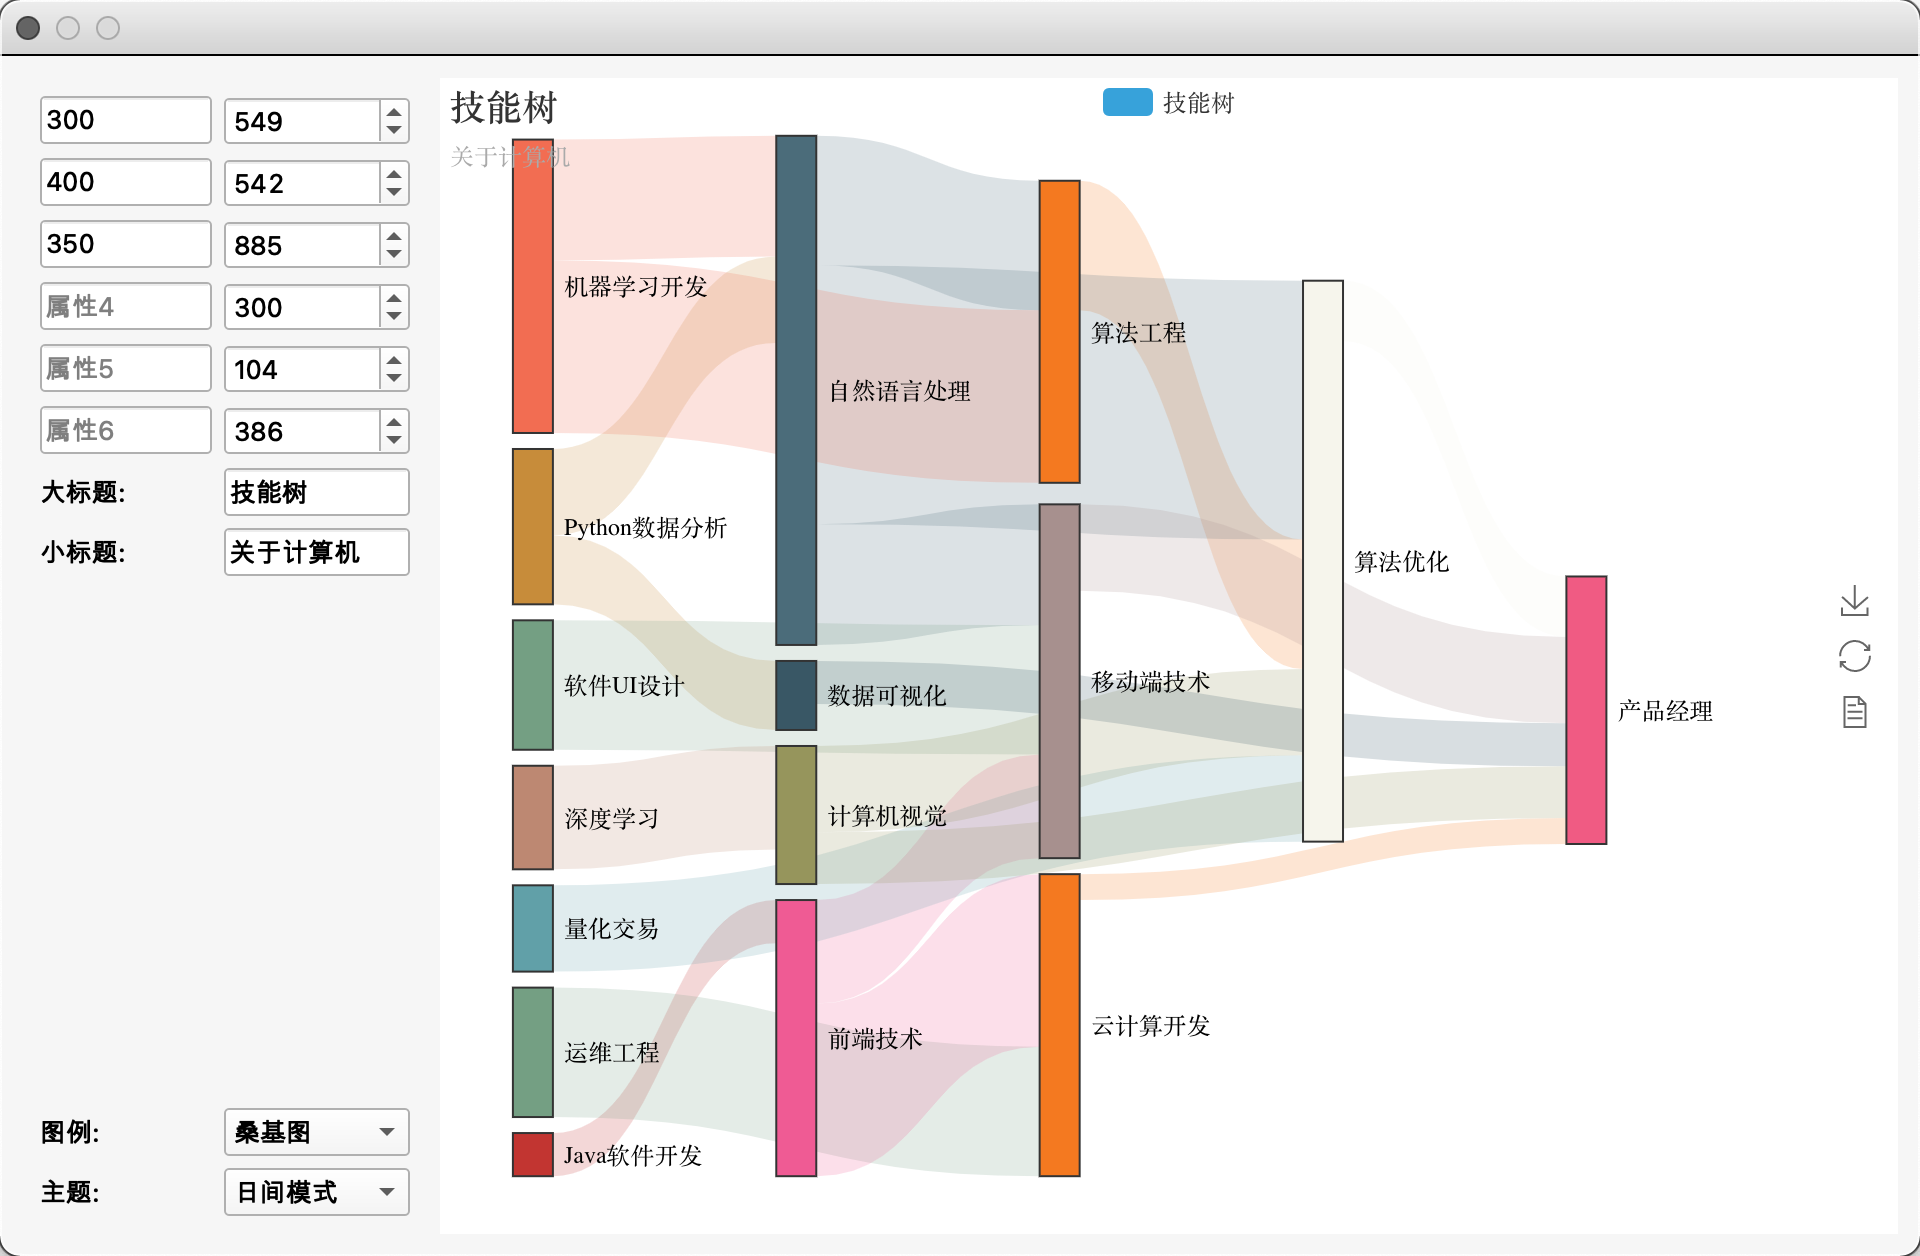 300 549
400 542
350 885
属性4 300
属性5 104
属性6 386
大标题: 技能树
小标题: 关于计算机
图例: 桑基图
主题: 日间模式
技能树
关于计算机
技能树
机器学习开发
Python数据分析
软件UI设计
深度学习
量化交易
运维工程
Java软件开发
自然语言处理
数据可视化
计算机视觉
前端技术
算法工程
移动端技术
云计算开发
算法优化
产品经理